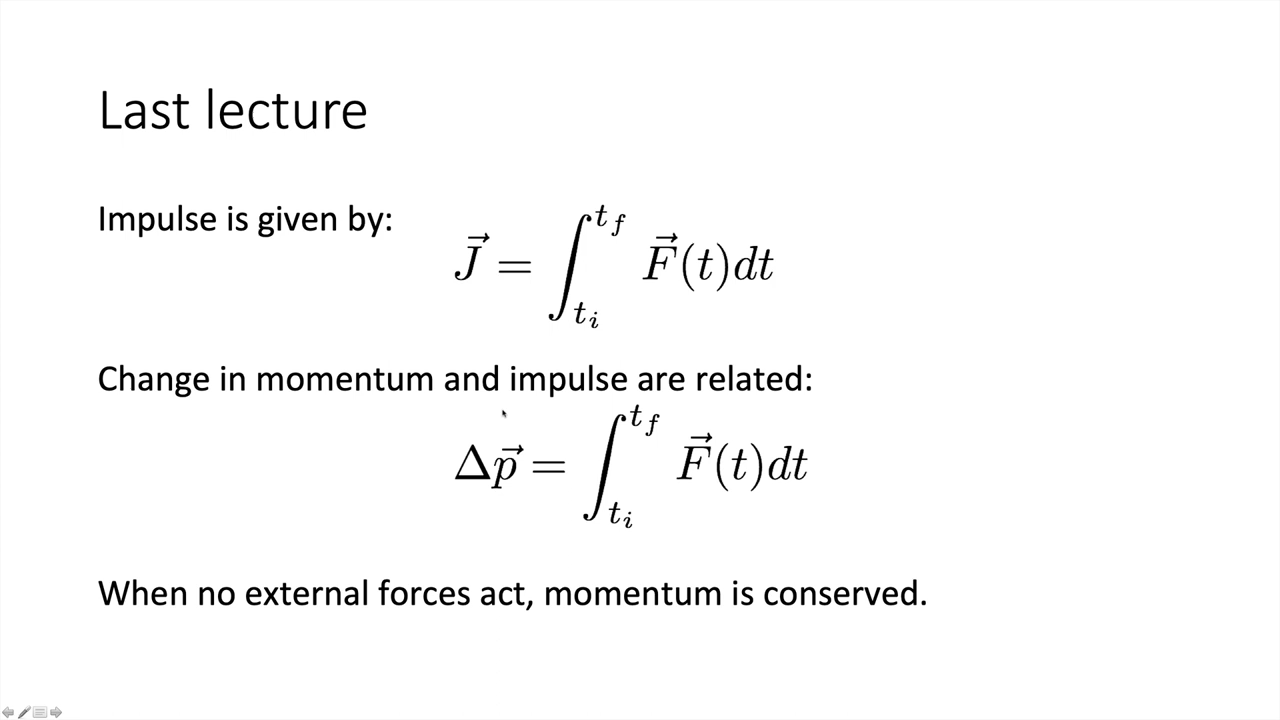 Last lecture
Impulse is given by:
$\vec{J} = \int_{t_i}^{t_f} \vec{F}(t)dt$
Change in momentum and impulse are related:
$\Delta\vec{p} = \int_{t_i}^{t_f} \vec{F}(t)dt$
When no external forces act, momentum is conserved.